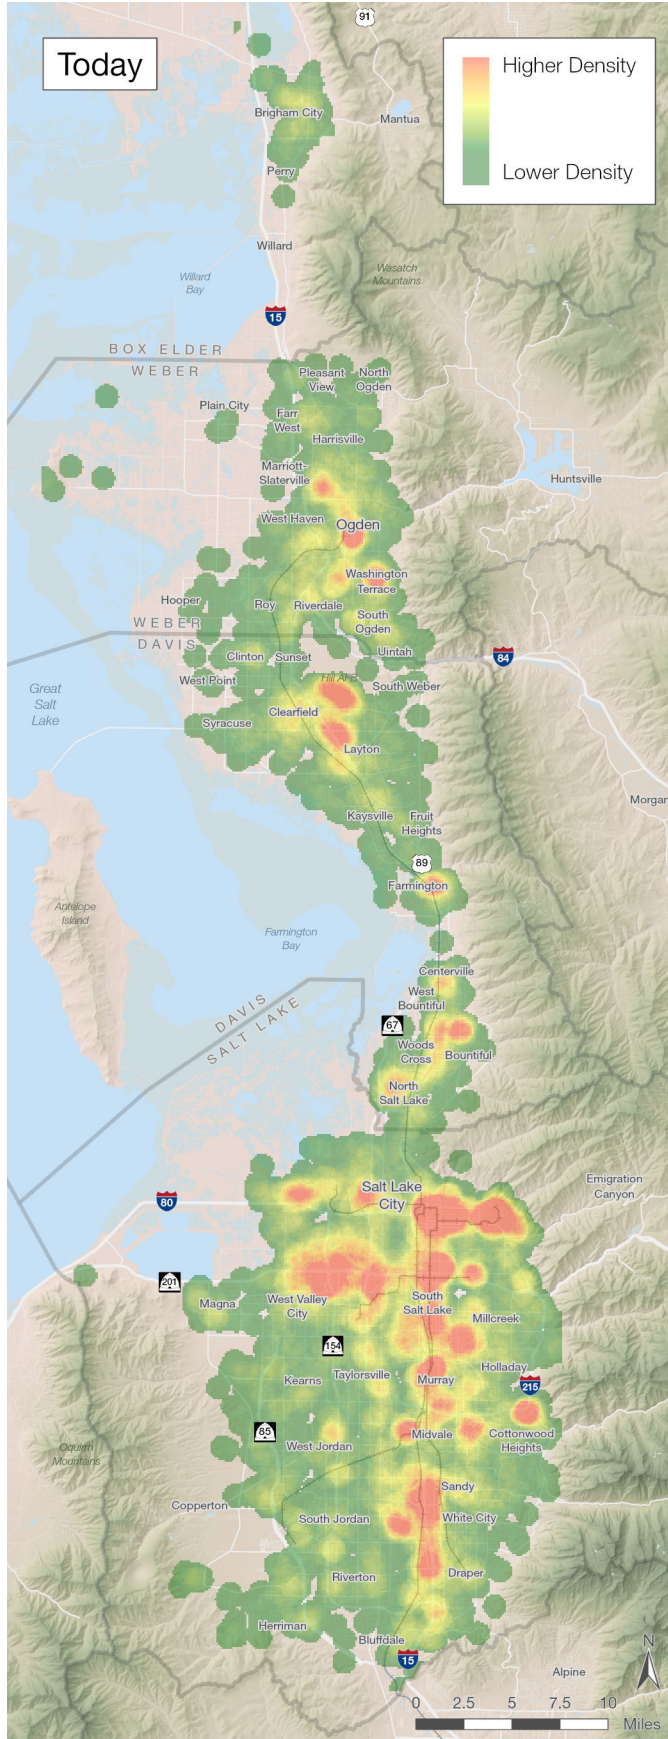 91
Today
Higher Density
Lower Density
Brigham City
Mantua
Perry
Willard
Willard
Bay
Wasatch
Mountains
15
BOX ELDER
WEBER
Pleasant
View
North
Ogden
Plain City
Farr
West
Harrisville
Marriott-
Slaterville
Huntsville
West Haven
Ogden
Washington
Terrace
Hooper
Roy
Riverdale
South
Ogden
WEBER
DAVIS
Clinton
Sunset
Uintah
84
West Point
Hill AFB
South Weber
Great
Salt
Lake
Clearfield
Syracuse
Layton
Morgan
Kaysville
Fruit
Heights
89
Farmington
Antelope
Island
Farmington
Bay
Centerville
West
Bountiful
DAVIS
SALT LAKE
67
Woods
Cross
Bountiful
North
Salt Lake
Salt Lake
City
Emigration
Canyon
80
201
Magna
West Valley
City
South
Salt Lake
Millcreek
154
Kearns
Taylorsville
Murray
Holladay
215
85
West Jordan
Midvale
Cottonwood
Heights
Oquirrh
Mountains
Sandy
Copperton
South Jordan
White City
Riverton
Draper
Herriman
Bluffdale
15
Alpine
N
0 2.5 5 7.5 10
Miles